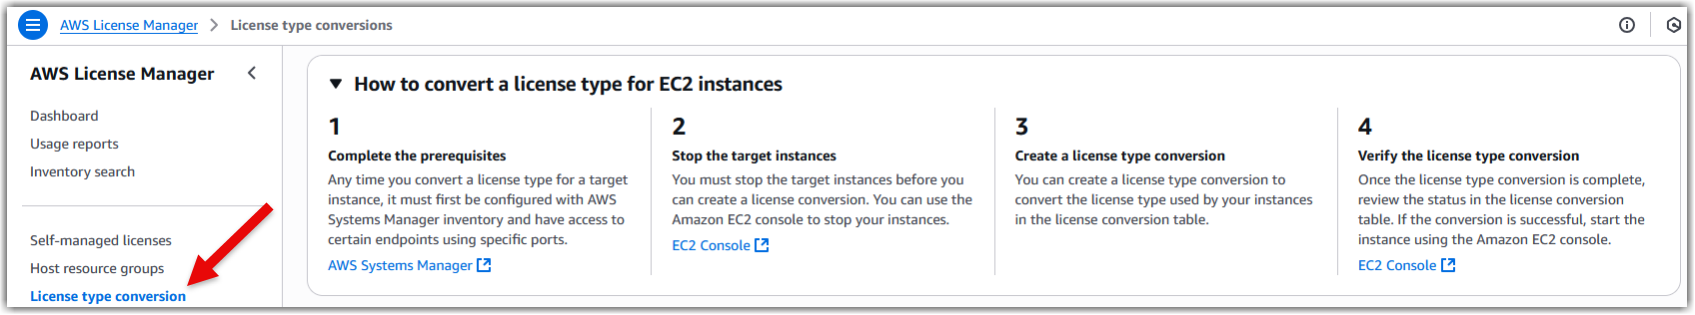 AWS License Manager > License type conversions
AWS License Manager
Dashboard
Usage reports
Inventory search
Self-managed licenses
Host resource groups
License type conversion
How to convert a license type for EC2 instances
1
Complete the prerequisites
Any time you convert a license type for a target
instance, it must first be configured with AWS
Systems Manager inventory and have access to
certain endpoints using specific ports.
AWS Systems Manager
2
Stop the target instances
You must stop the target instances before you
can create a license conversion. You can use the
Amazon EC2 console to stop your instances.
EC2 Console
3
Create a license type conversion
You can create a license type conversion to
convert the license type used by your instances
in the license conversion table.
4
Verify the license type conversion
Once the license type conversion is complete,
review the status in the license conversion
table. If the conversion is successful, start the
instance using the Amazon EC2 console.
EC2 Console